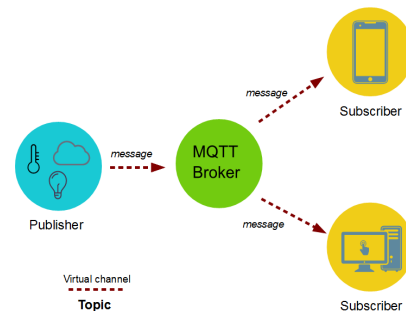 message
Subscriber
message
MQTT
Broker
Publisher
message
Subscriber
Virtual channel
Topic